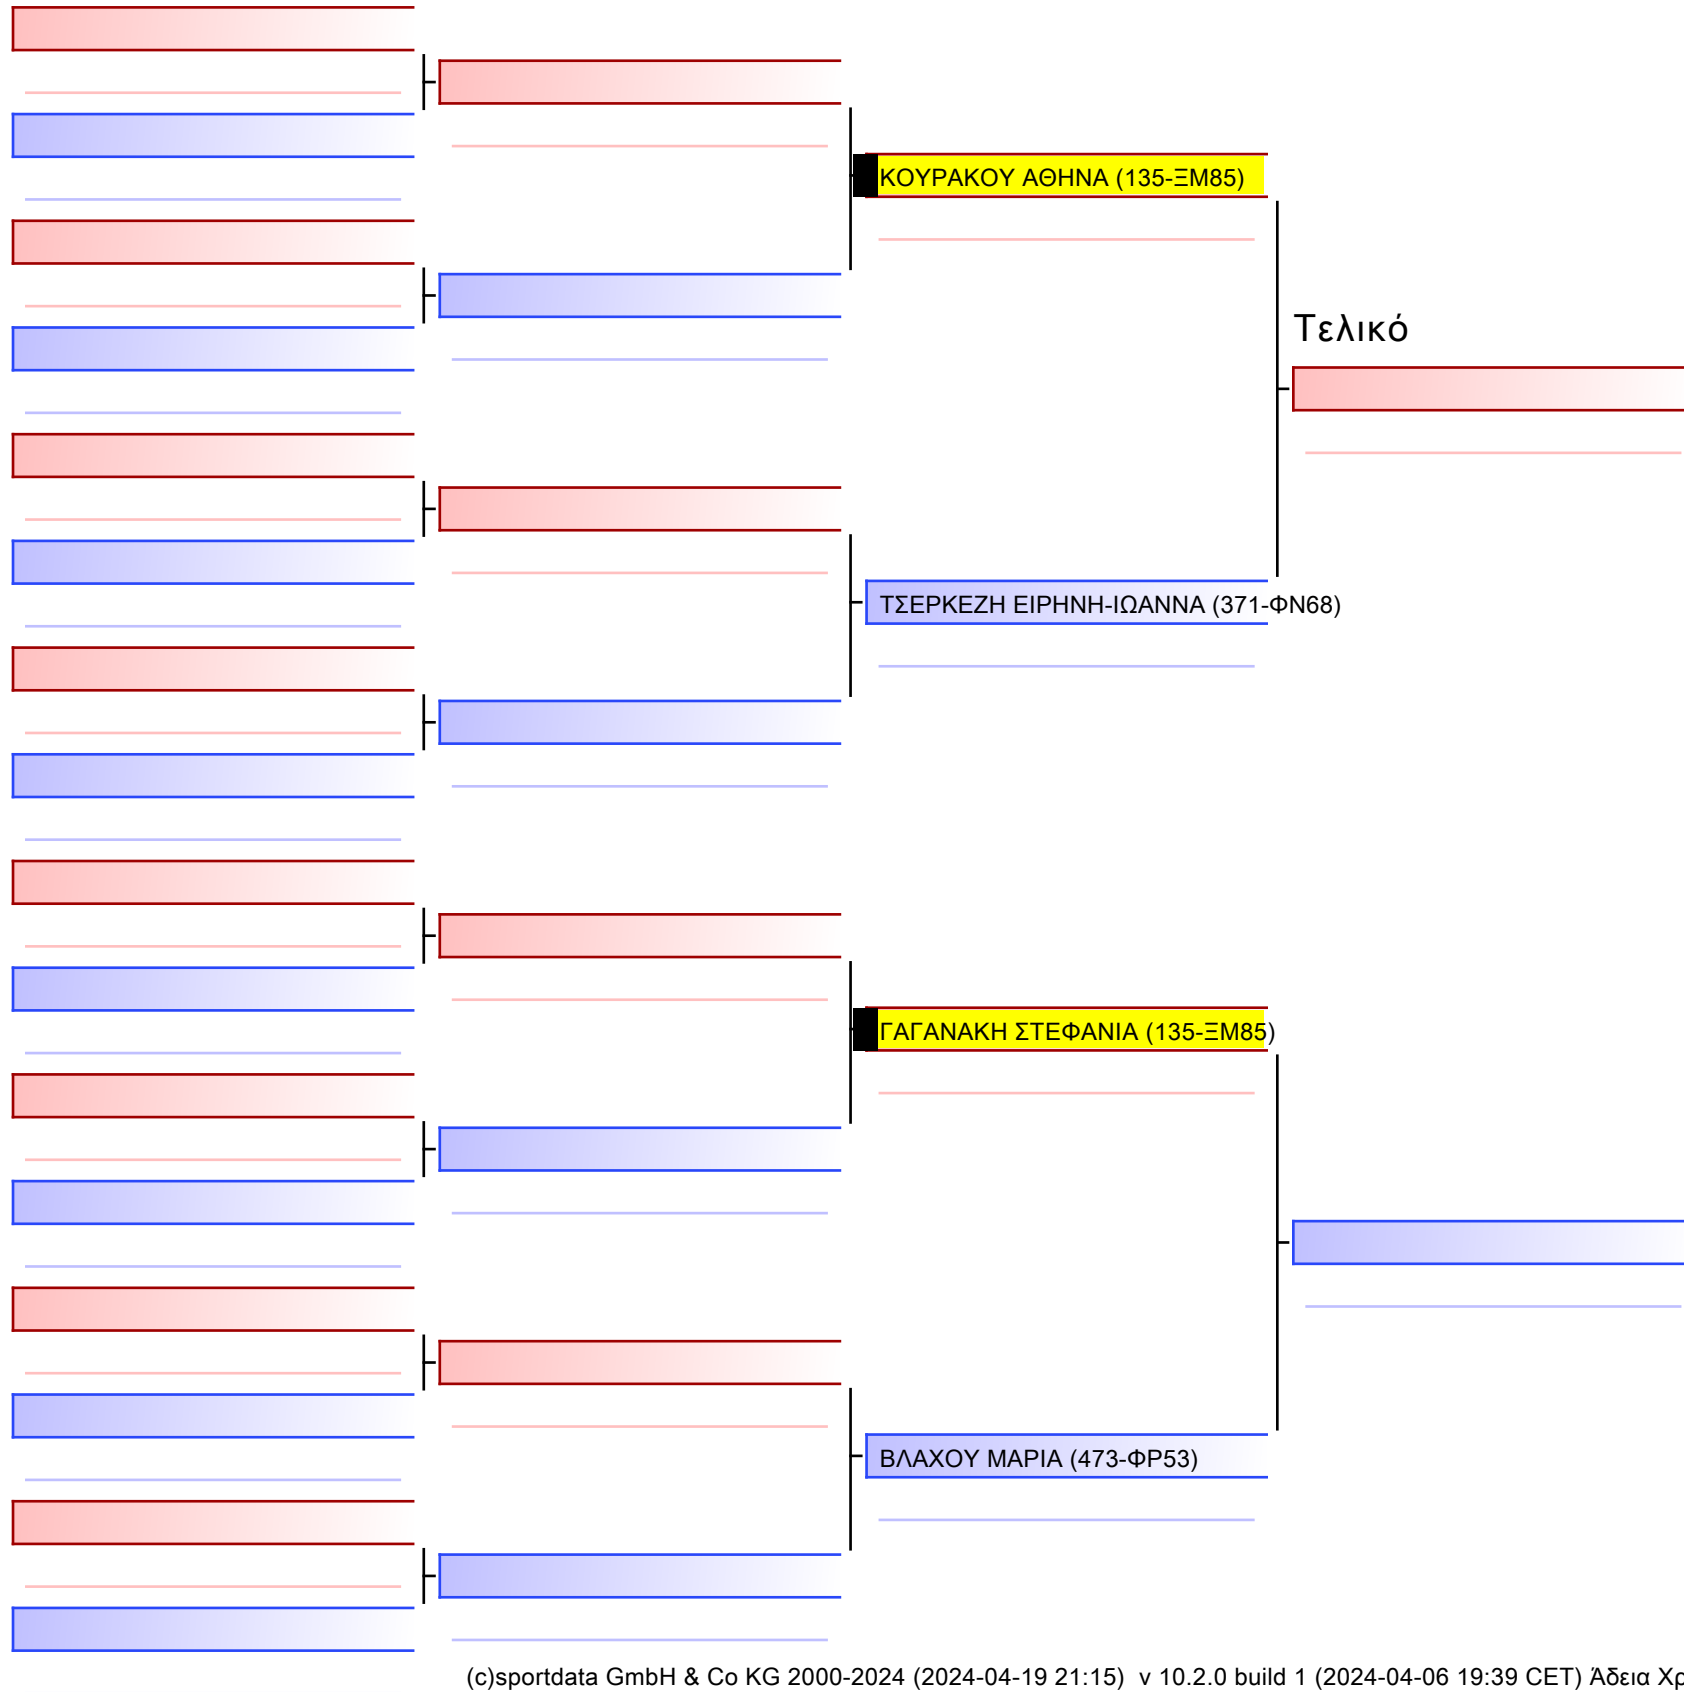 ΚΟΥΡΑΚΟΥ ΑΘΗΝΑ (135-ΞΜ85)
Τελικό
ΤΣΕΡΚΕΖΗ ΕΙΡΗΝΗ-ΙΩΑΝΝΑ (371-ΦΝ68)
ΓΑΓΑΝΑΚΗ ΣΤΕΦΑΝΙΑ (135-ΞΜ85)
ΒΛΑΧΟΥ ΜΑΡΙΑ (473-ΦΡ53)
(c)sportdata GmbH & Co KG 2000-2024 (2024-04-19 21:15) v 10.2.0 build 1 (2024-04-06 19:39 CET) Άδεια